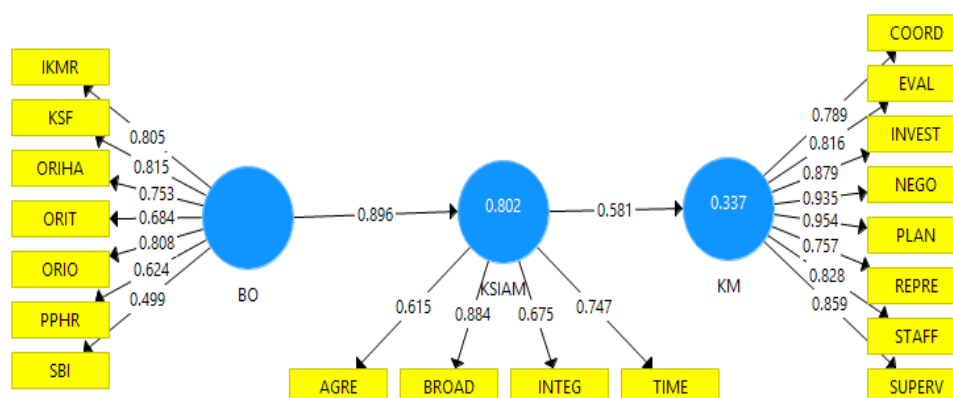 IKMR
KSF
ORIHA
ORIT
ORIO
PPHR
SBI
0.805
0.815
0.753
0.684
0.808
0.624
0.499
BO
0.896
0.802
KSIAM
0.615
0.884
0.675
0.747
AGRE
BROAD
INTEG
TIME
0.581
0.337
KM
0.789
0.816
0.879
0.935
0.954
0.757
0.828
0.859
COORD
EVAL
INVEST
NEGO
PLAN
REPRE
STAFF
SUPERV